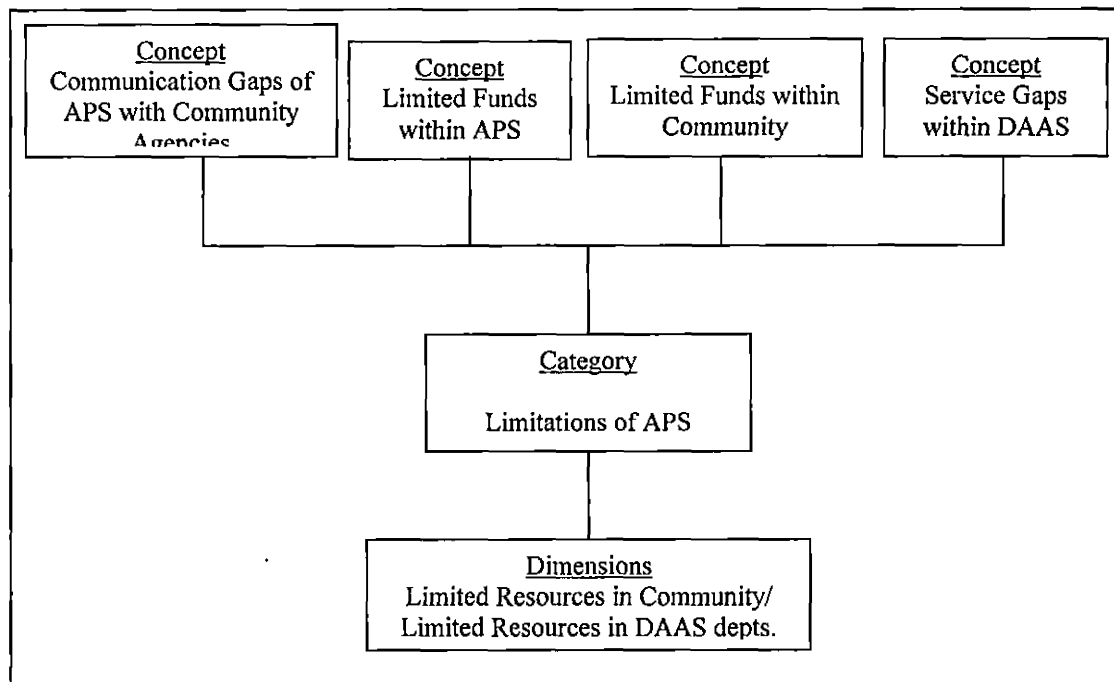 Concept
Communication Gaps of
APS with Community
Agencies
Concept
Limited Funds
within APS
Concept
Limited Funds within
Community
Concept
Service Gaps
within DAAS
Category
Limitations of APS
Dimensions
Limited Resources in Community/
Limited Resources in DAAS depts.